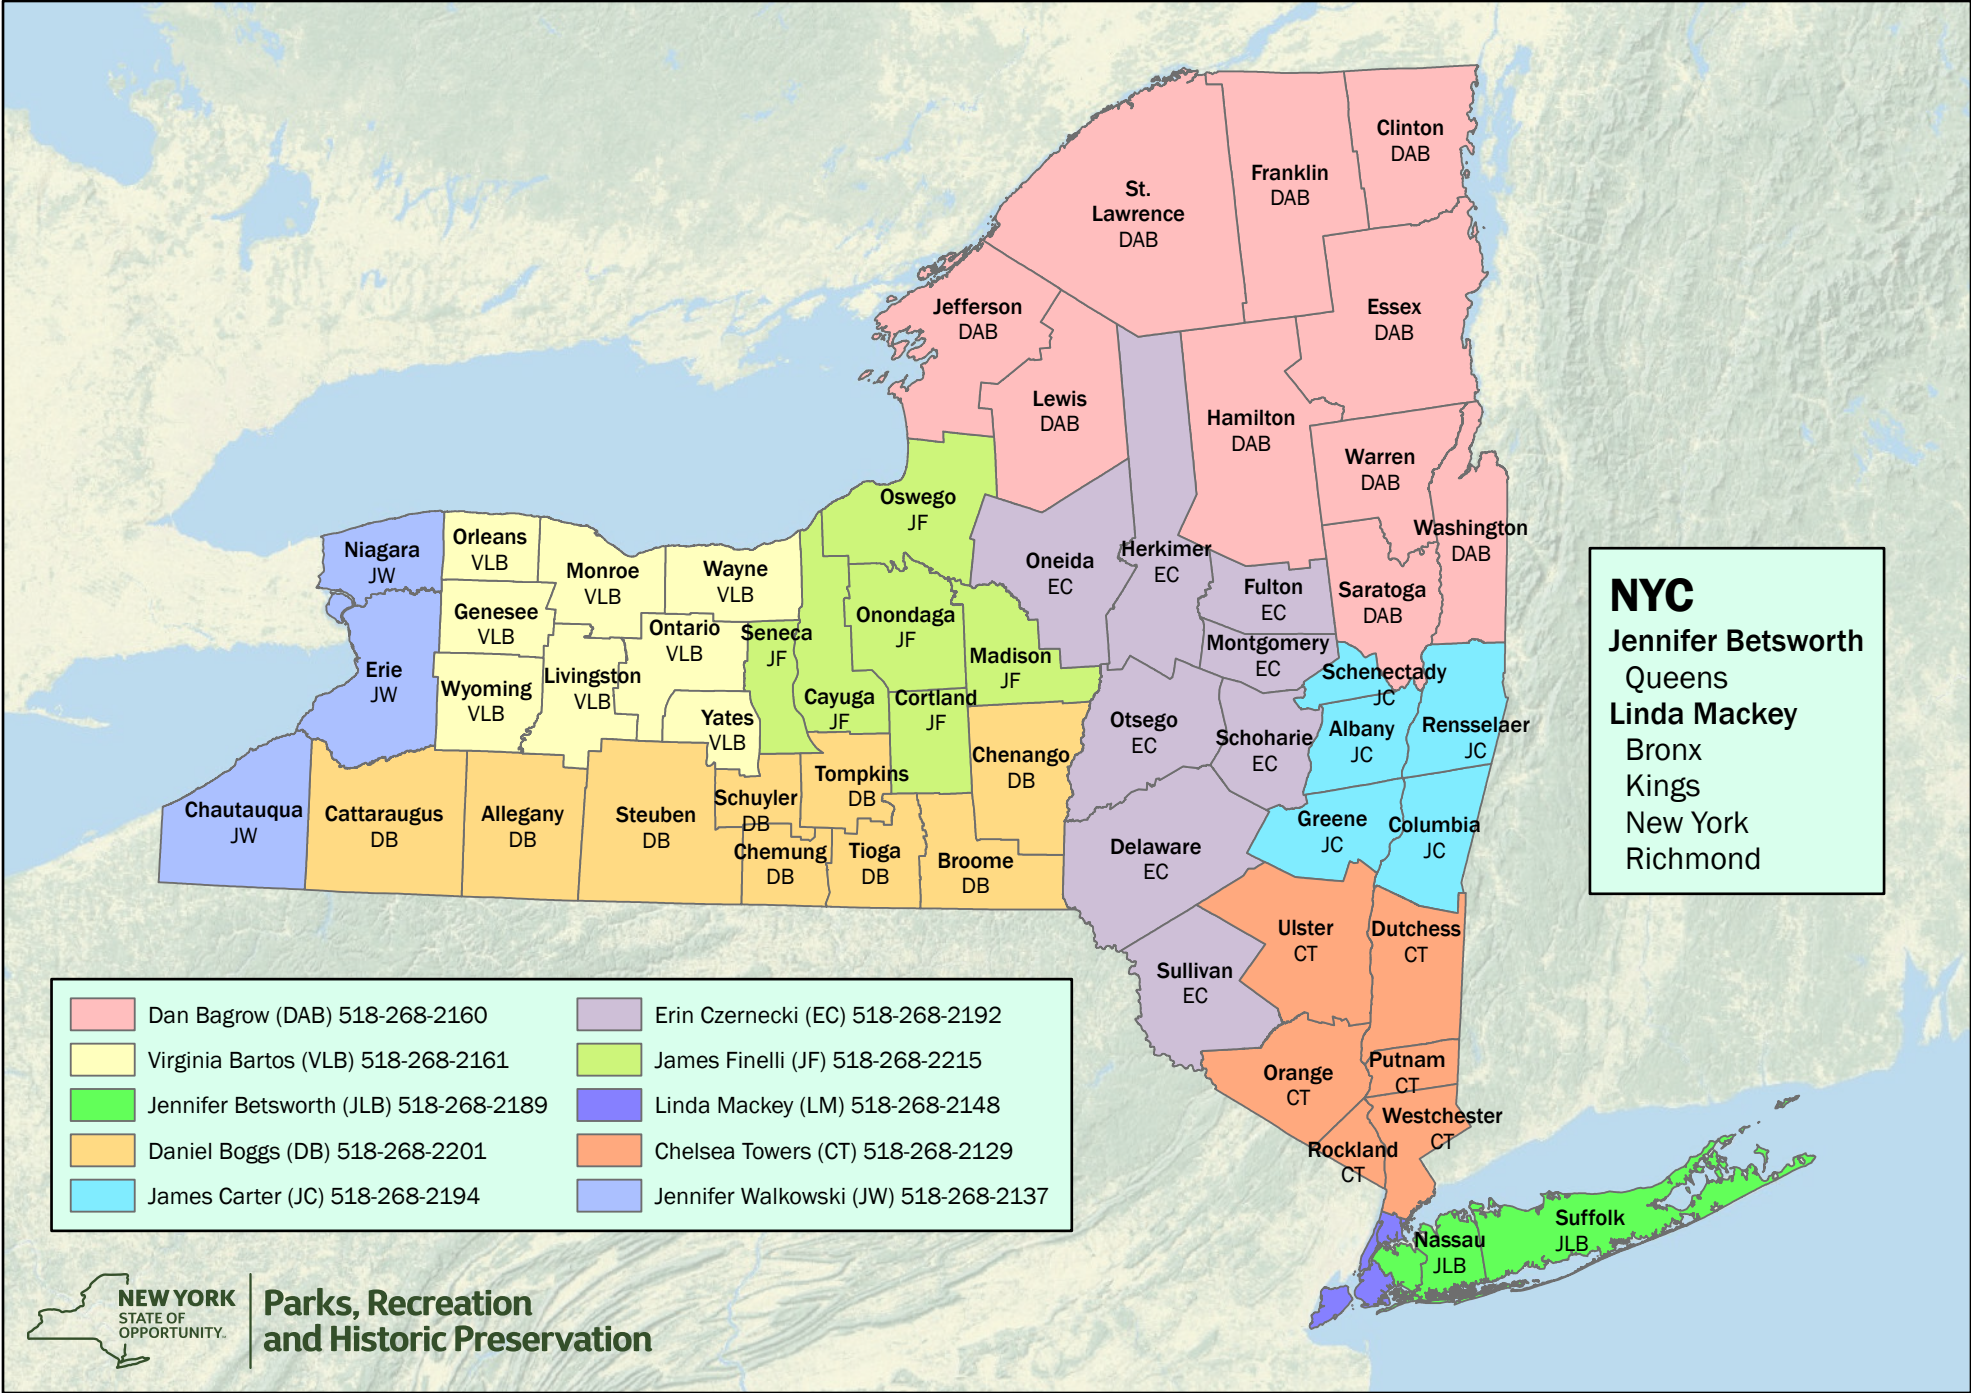 Clinton
DAB
Franklin
DAB
St.
Lawrence
DAB
Jefferson
DAB
Essex
DAB
Lewis
DAB
Hamilton
DAB
Warren
DAB
Washington
DAB
Saratoga
DAB
Oswego
JF
Oneida
EC
Herkimer
EC
Fulton
EC
Montgomery
EC
Niagara
JW
Orleans
VLB
Monroe
VLB
Wayne
VLB
Genesee
VLB
Ontario
VLB
Seneca
JF
Onondaga
JF
Madison
JF
Erie
JW
Wyoming
VLB
Livingston
VLB
Yates
VLB
Cayuga
JF
Cortland
JF
Schenectady
JC
Otsego
EC
Schoharie
EC
Albany
JC
Rensselaer
JC
Chenango
DB
Tompkins
DB
Schuyler
DB
Chautauqua
JW
Cattaraugus
DB
Allegany
DB
Steuben
DB
Chemung
DB
Tioga
DB
Broome
DB
Delaware
EC
Greene
JC
Columbia
JC
Ulster
CT
Dutchess
CT
Sullivan
EC
Orange
CT
Putnam
CT
Westchester
CT
Rockland
CT
Nassau
JLB
Suffolk
JLB
NYC
Jennifer Betsworth
Queens
Linda Mackey
Bronx
Kings
New York
Richmond
Dan Bagrow (DAB) 518-268-2160
Virginia Bartos (VLB) 518-268-2161
Jennifer Betsworth (JLB) 518-268-2189
Daniel Boggs (DB) 518-268-2201
James Carter (JC) 518-268-2194
Erin Czernecki (EC) 518-268-2192
James Finelli (JF) 518-268-2215
Linda Mackey (LM) 518-268-2148
Chelsea Towers (CT) 518-268-2129
Jennifer Walkowski (JW) 518-268-2137
NEW YORK
STATE OF
OPPORTUNITY™
Parks, Recreation
and Historic Preservation